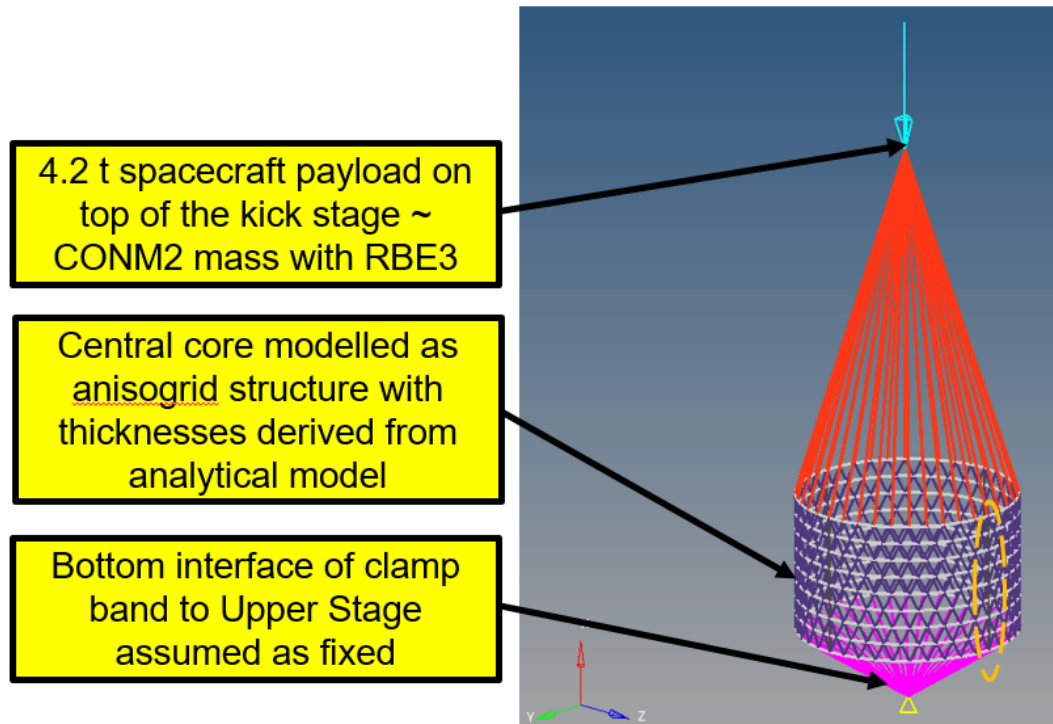 4.2 t spacecraft payload on
top of the kick stage ~
CONM2 mass with RBE3
Central core modelled as
anisogrid structure with
thicknesses derived from
analytical model
Bottom interface of clamp
band to Upper Stage
assumed as fixed
Y
Z